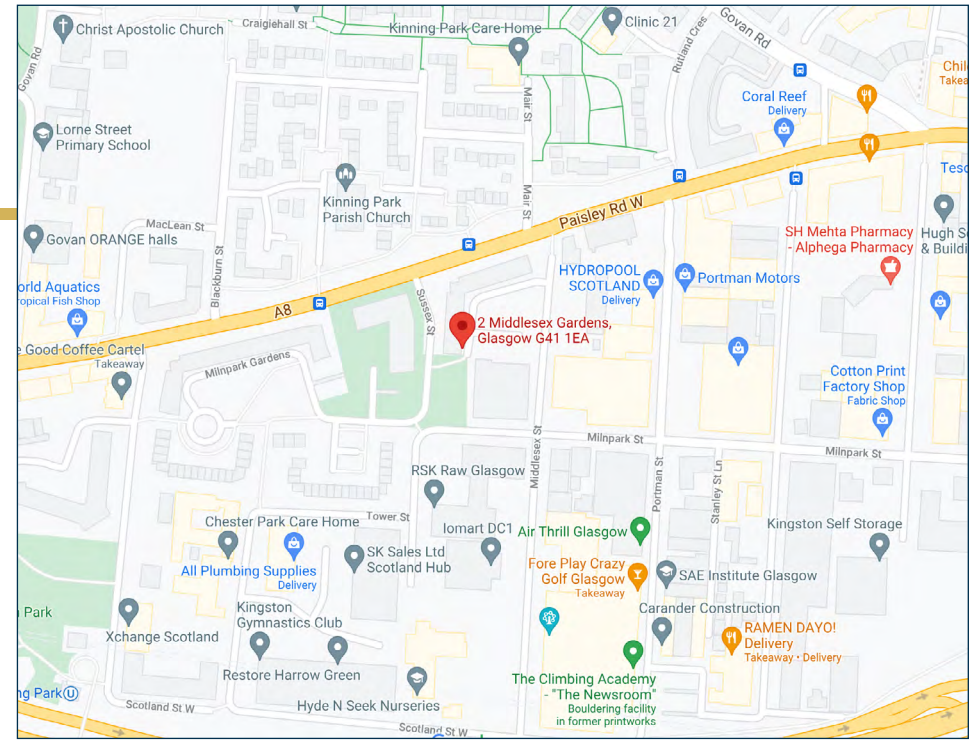 Christ Apostolic Church
Craiglehall St
Kinning Park Care Home
Clinic 21
Govan Rd
Rutland Cres
Govan Rd
Chil
Takea
Coral Reef
Delivery
Mair St
Lorne Street
Primary School
Kinning Park
Parish Church
Mair St
Paisley Rd W
Tesc
MacLean St
Govan ORANGE halls
Blackburn St
SH Mehta Pharmacy
- Alphega Pharmacy
Hugh S
& Buildi
HYDROPOOL
SCOTLAND
Delivery
Portman Motors
orld Aquatics
ropical Fish Shop
A8
Sussex St
2 Middlesex Gardens,
Glasgow G41 1EA
e Good Coffee Cartel
Takeaway
Milnpark Gardens
Cotton Print
Factory Shop
Fabric Shop
Middlesex St
Milnpark St
Milnpark St
RSK Raw Glasgow
Portman St
Stanley St Ln
Tower St
Chester Park Care Home
Iomart DC1
Air Thrill Glasgow
Kingston Self Storage
All Plumbing Supplies
Delivery
SK Sales Ltd
Scotland Hub
Fore Play Crazy
Golf Glasgow
Takeaway
SAE Institute Glasgow
Park
Kingston
Gymnastics Club
Carander Construction
Xchange Scotland
RAMEN DAYO!
Delivery
Takeaway • Delivery
Restore Harrow Green
The Climbing Academy
- "The Newsroom"
Bouldering facility
in former printworks
ng Park
Hyde N Seek Nurseries
Scotland St W
Scotland St W